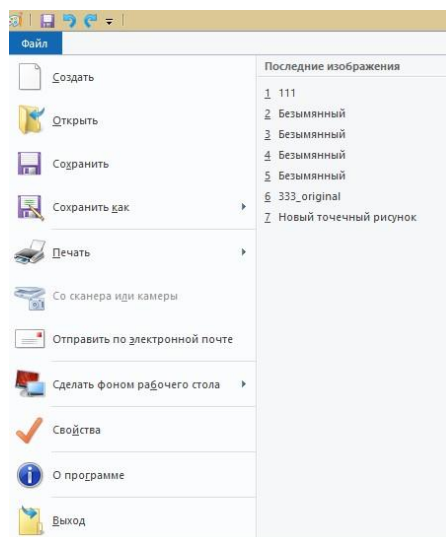 Файл
Создать
Открыть
Сохранить
Сохранить как
Печать
Со сканера или камеры
Отправить по электронной почте
Сделать фоном рабочего стола
Свойства
О программе
Выход
Последние изображения
1 111
2 Безымянный
3 Безымянный
4 Безымянный
5 Безымянный
6 333_original
7 Новый точечный рисунок